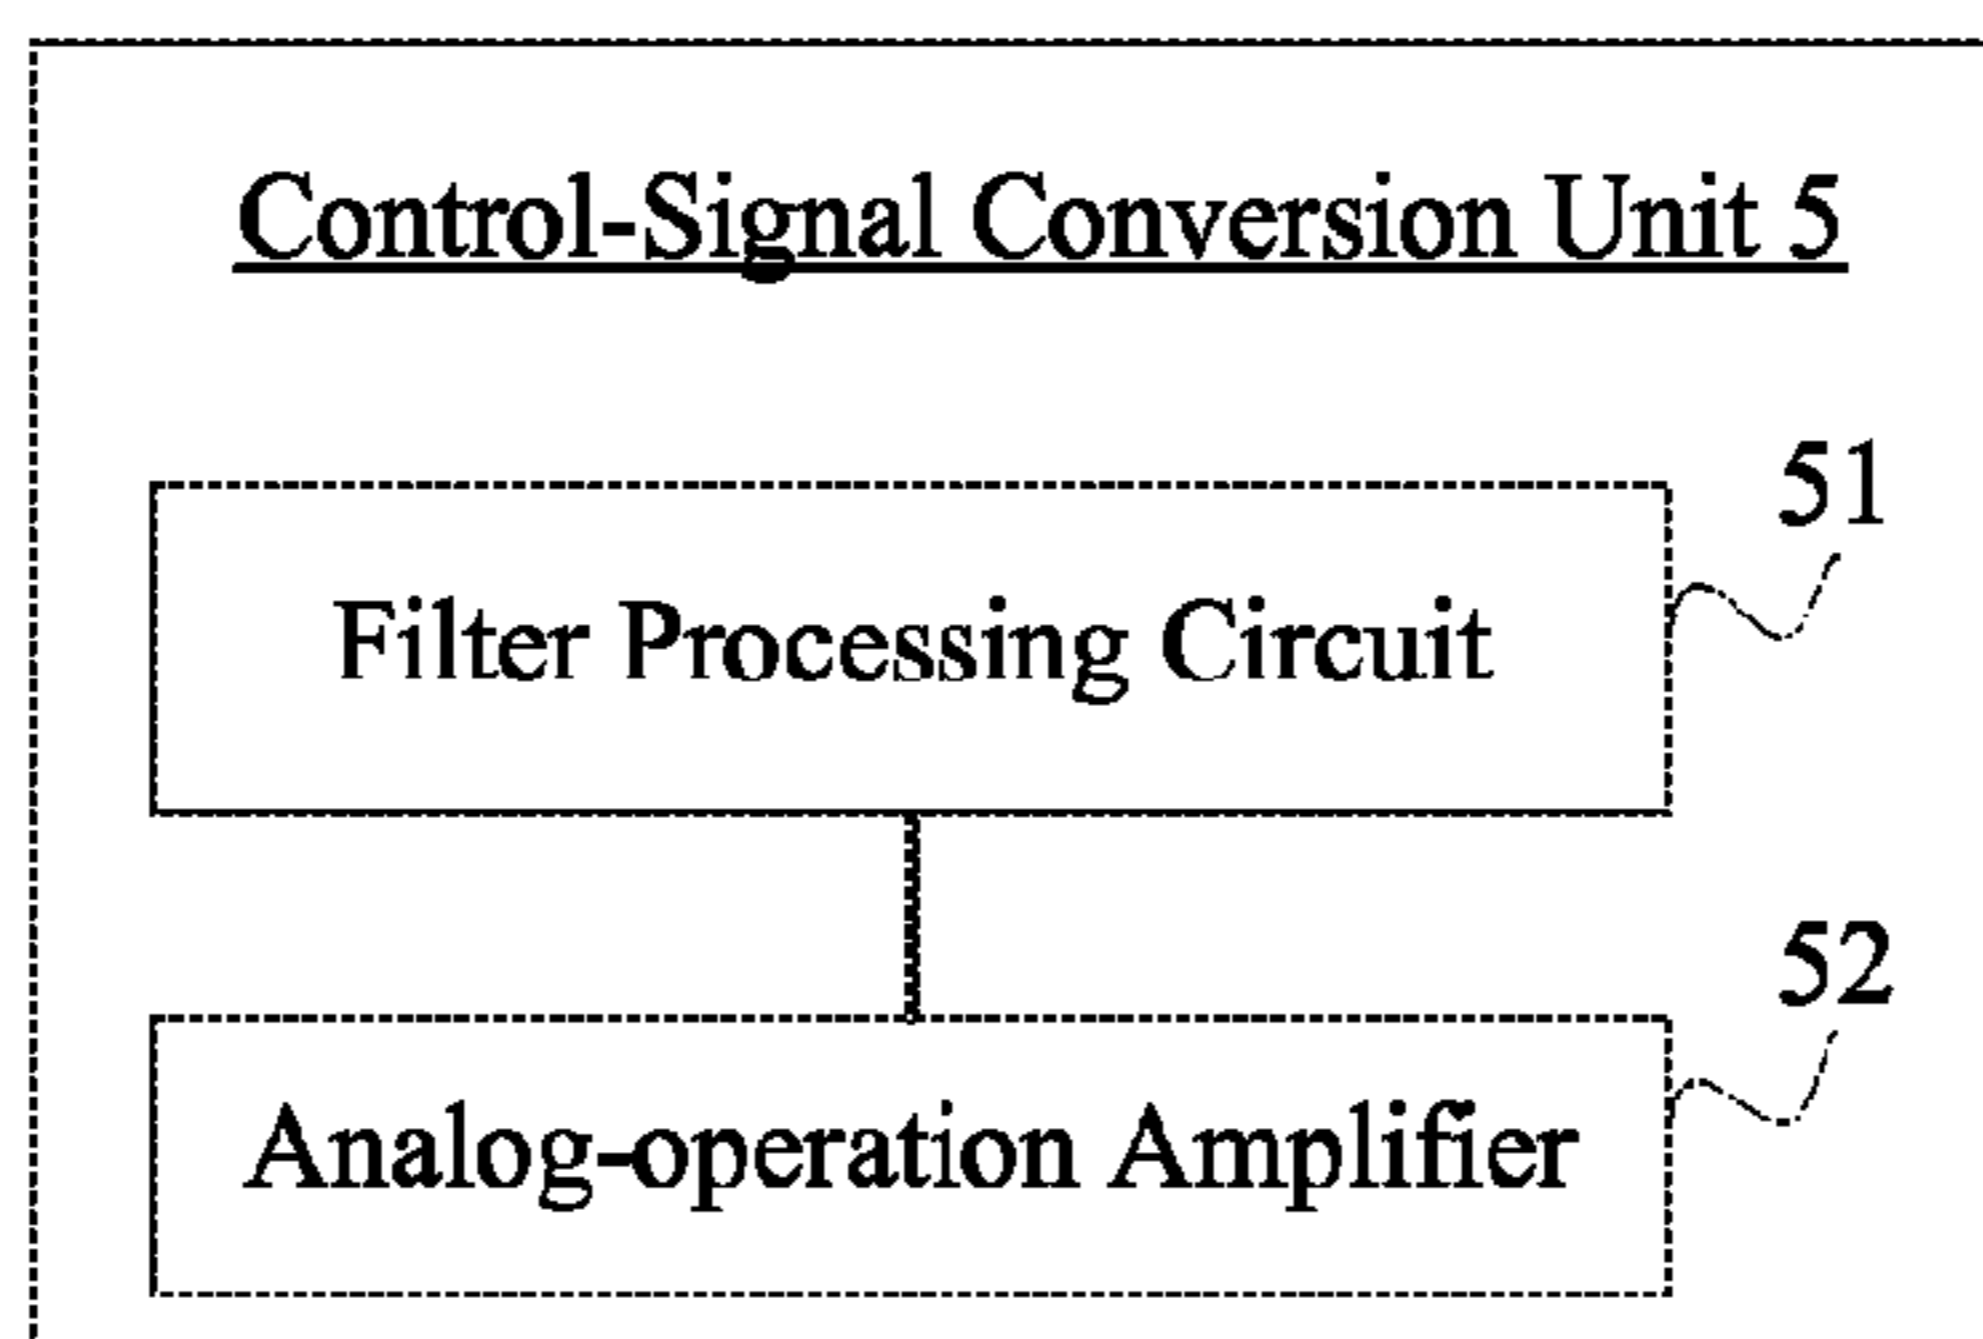 Control-Signal Conversion Unit 5
51
Filter Processing Circuit
52
Analog-operation Amplifier